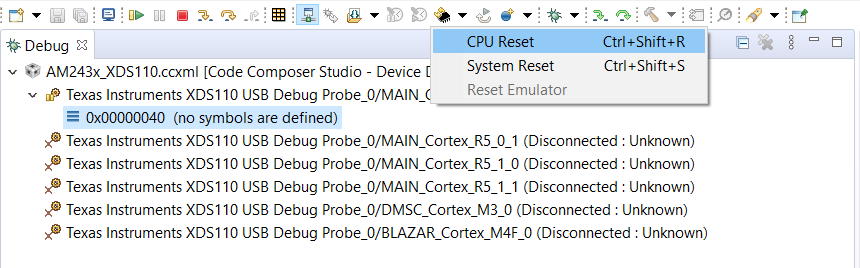 CPU Reset Ctrl+Shift+R
System Reset Ctrl+Shift+S
Reset Emulator
Debug
AM243x_XDS110.ccxml [Code Composer Studio - Device D
Texas Instruments XDS110 USB Debug Probe_0/MAIN_C
0x00000040 (no symbols are defined)
Texas Instruments XDS110 USB Debug Probe_0/MAIN_Cortex_R5_0_1 (Disconnected : Unknown)
Texas Instruments XDS110 USB Debug Probe_0/MAIN_Cortex_R5_1_0 (Disconnected : Unknown)
Texas Instruments XDS110 USB Debug Probe_0/MAIN_Cortex_R5_1_1 (Disconnected : Unknown)
Texas Instruments XDS110 USB Debug Probe_0/DMSC_Cortex_M3_0 (Disconnected : Unknown)
Texas Instruments XDS110 USB Debug Probe_0/BLAZAR_Cortex_M4F_0 (Disconnected : Unknown)